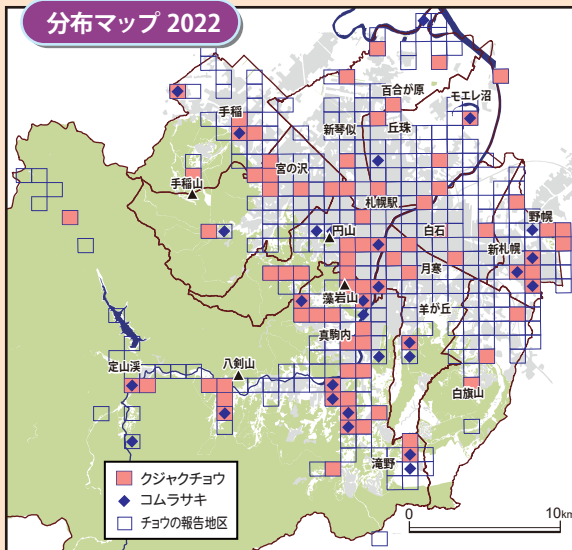 分布マップ 2022
百合が原
モエレ沼
手稲
新琴似
丘珠
宮の沢
手稲山
札幌駅
円山
白石
野幌
新札幌
月寒
藻岩山
羊が丘
真駒内
定山渓
八剣山
白旗山
滝野
クジャクチョウ
コムラサキ
チョウの報告地区
0
10km